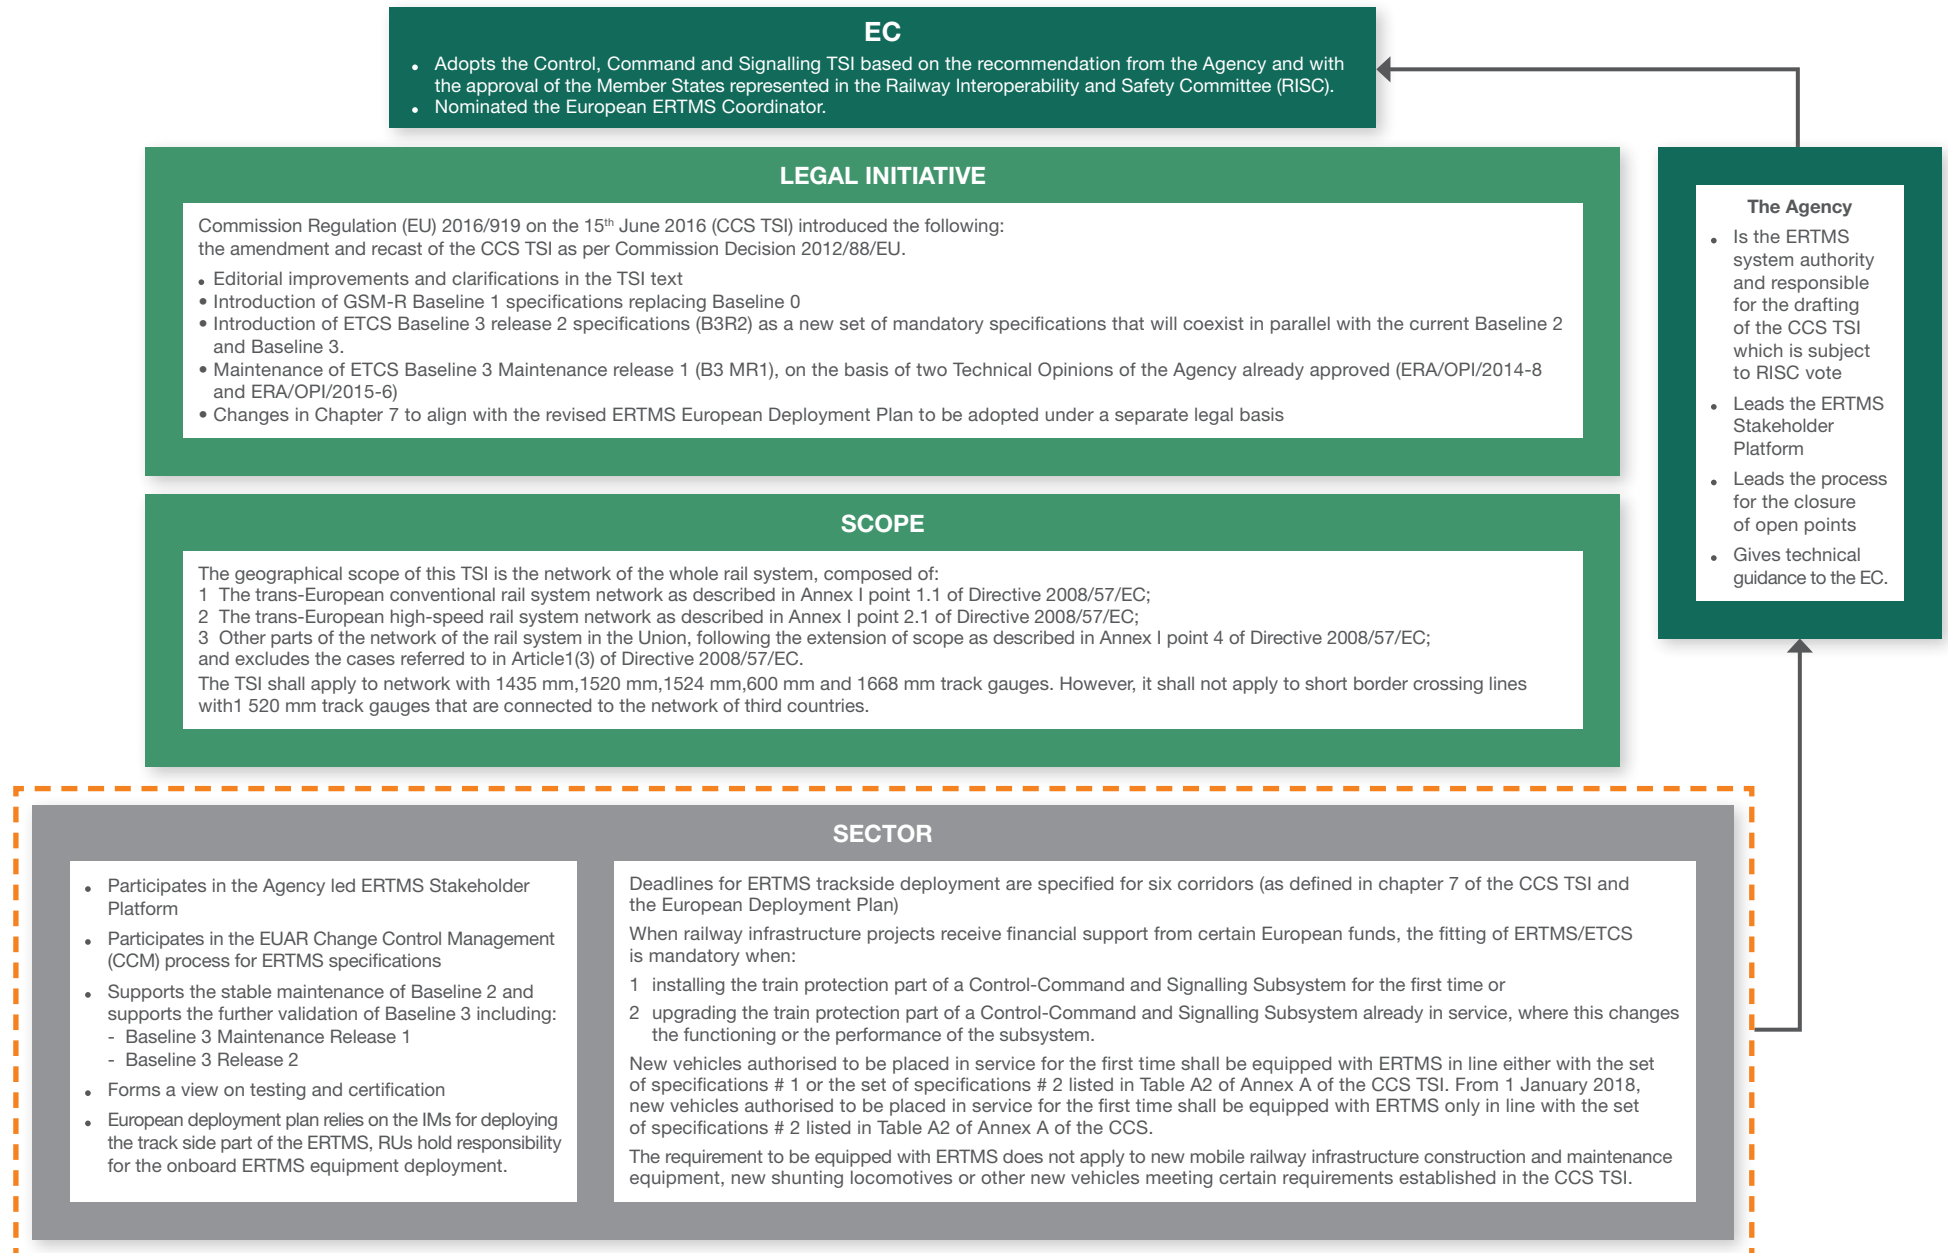 EC
• Adopts the Control, Command and Signalling TSI based on the recommendation from the Agency and with
the approval of the Member States represented in the Railway Interoperability and Safety Committee (RISC).
• Nominated the European ERTMS Coordinator.
LEGAL INITIATIVE
Commission Regulation (EU) 2016/919 on the 15th June 2016 (CCS TSI) introduced the following:
the amendment and recast of the CCS TSI as per Commission Decision 2012/88/EU.
• Editorial improvements and clarifications in the TSI text
• Introduction of GSM-R Baseline 1 specifications replacing Baseline 0
• Introduction of ETCS Baseline 3 release 2 specifications (B3R2) as a new set of mandatory specifications that will coexist in parallel with the current Baseline 2
and Baseline 3.
• Maintenance of ETCS Baseline 3 Maintenance release 1 (B3 MR1), on the basis of two Technical Opinions of the Agency already approved (ERA/OPI/2014-8
and ERA/OPI/2015-6)
• Changes in Chapter 7 to align with the revised ERTMS European Deployment Plan to be adopted under a separate legal basis
The Agency
• Is the ERTMS
system authority
and responsible
for the drafting
of the CCS TSI
which is subject
to RISC vote
• Leads the ERTMS
Stakeholder
Platform
• Leads the process
for the closure
of open points
• Gives technical
guidance to the EC.
SCOPE
The geographical scope of this TSI is the network of the whole rail system, composed of:
1 The trans-European conventional rail system network as described in Annex I point 1.1 of Directive 2008/57/EC;
2 The trans-European high-speed rail system network as described in Annex I point 2.1 of Directive 2008/57/EC;
3 Other parts of the network of the rail system in the Union, following the extension of scope as described in Annex I point 4 of Directive 2008/57/EC;
and excludes the cases referred to in Article1(3) of Directive 2008/57/EC.
The TSI shall apply to network with 1435 mm,1520 mm,1524 mm,600 mm and 1668 mm track gauges. However, it shall not apply to short border crossing lines
with1 520 mm track gauges that are connected to the network of third countries.
SECTOR
• Participates in the Agency led ERTMS Stakeholder
Platform
• Participates in the EUAR Change Control Management
(CCM) process for ERTMS specifications
• Supports the stable maintenance of Baseline 2 and
supports the further validation of Baseline 3 including:
- Baseline 3 Maintenance Release 1
- Baseline 3 Release 2
• Forms a view on testing and certification
• European deployment plan relies on the IMs for deploying
the track side part of the ERTMS, RUs hold responsibility
for the onboard ERTMS equipment deployment.
Deadlines for ERTMS trackside deployment are specified for six corridors (as defined in chapter 7 of the CCS TSI and
the European Deployment Plan)
When railway infrastructure projects receive financial support from certain European funds, the fitting of ERTMS/ETCS
is mandatory when:
1 installing the train protection part of a Control-Command and Signalling Subsystem for the first time or
2 upgrading the train protection part of a Control-Command and Signalling Subsystem already in service, where this changes
the functioning or the performance of the subsystem.
New vehicles authorised to be placed in service for the first time shall be equipped with ERTMS in line either with the set
of specifications # 1 or the set of specifications # 2 listed in Table A2 of Annex A of the CCS TSI. From 1 January 2018,
new vehicles authorised to be placed in service for the first time shall be equipped with ERTMS only in line with the set
of specifications # 2 listed in Table A2 of Annex A of the CCS.
The requirement to be equipped with ERTMS does not apply to new mobile railway infrastructure construction and maintenance
equipment, new shunting locomotives or other new vehicles meeting certain requirements established in the CCS TSI.